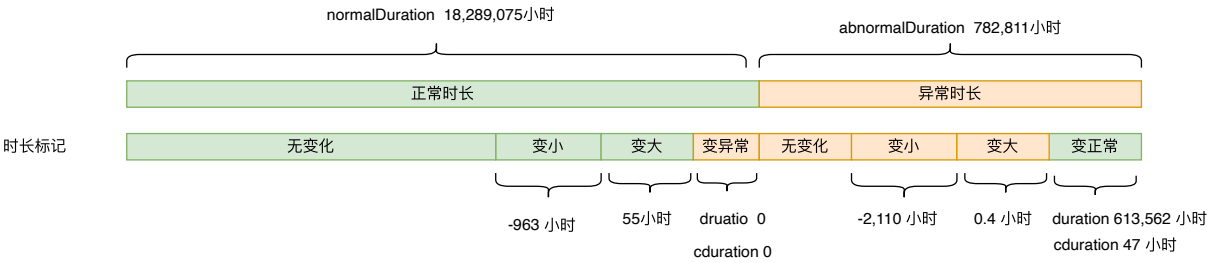 normalDuration 18,289,075小时
abnormalDuration 782,811小时
正常时长 异常时长
时长标记 无变化 变小 变大 变异常 无变化 变小 变大 变正常
-963 小时 55小时 druatio 0 -2,110 小时 0.4 小时 duration 613,562 小时
cduration 0 cduration 47 小时